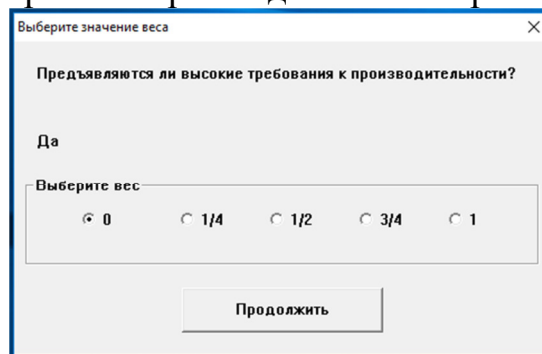 Выберите значение веса
Предъявляются ли высокие требования к производительности?
Да
Выберите вес
0 1/4 1/2 3/4 1
Продолжить